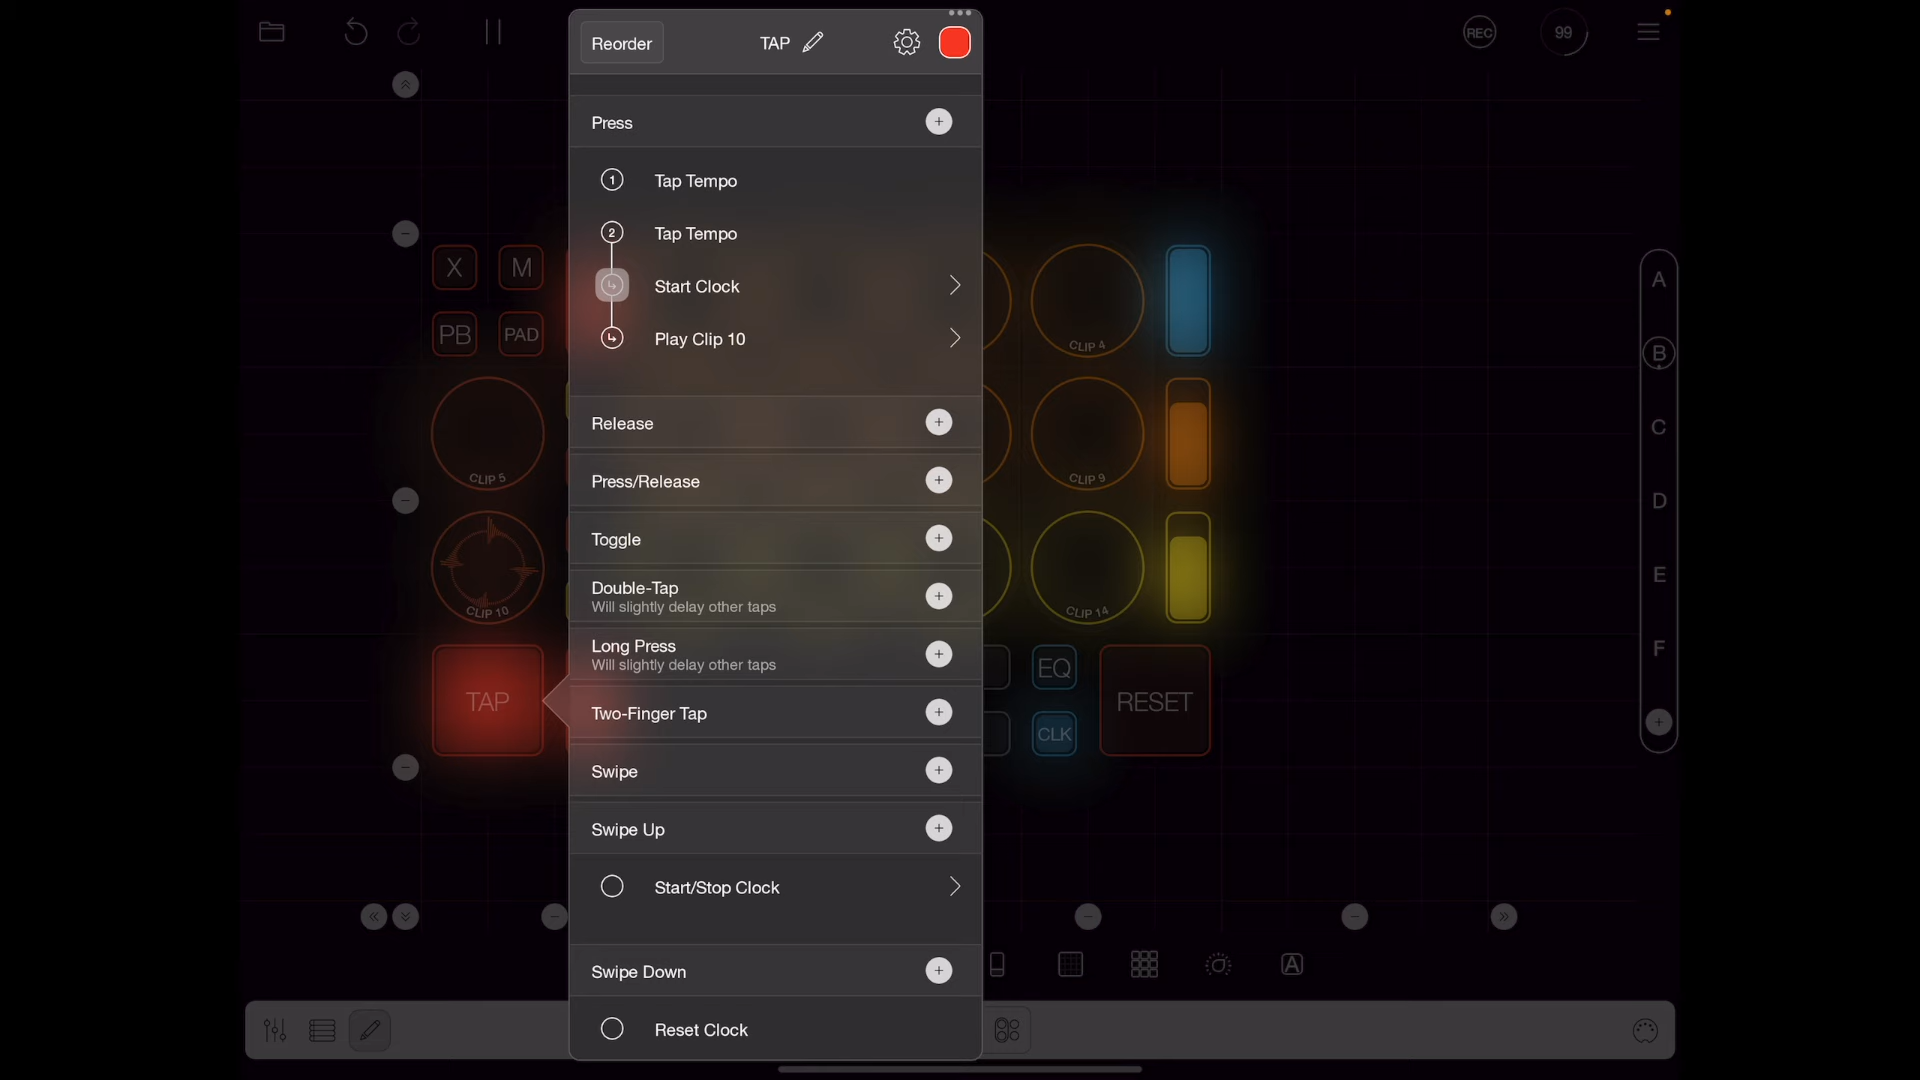 Reorder
TAP
REC
99
Press
1 Tap Tempo
2 Tap Tempo
Start Clock
Play Clip 10
Release
Press/Release
Toggle
Double-Tap
Will slightly delay other taps
Long Press
Will slightly delay other taps
Two-Finger Tap
Swipe
Swipe Up
Start/Stop Clock
Swipe Down
Reset Clock
X
M
PB
PAD
CLIP 5
CLIP 10
TAP
CLIP 4
CLIP 9
CLIP 14
EQ
CLK
RESET
A
B
C
D
E
F
A